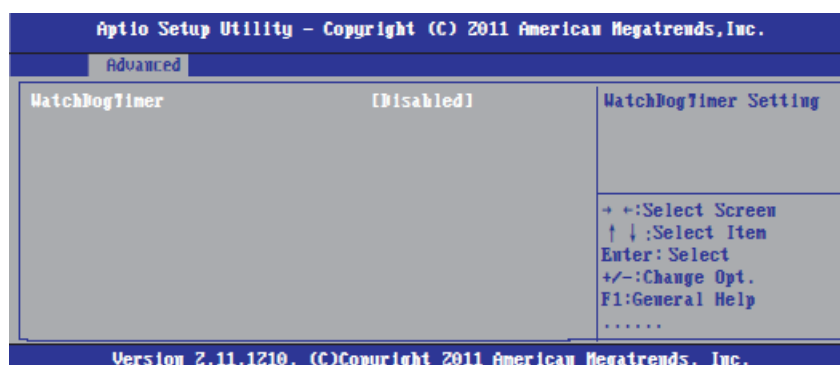 Aptio Setup Utility - Copyright (C) 2011 American Megatrends,Inc.
Advanced
WatchDogTimer [Disabled]
WatchDogTimer Setting
→ ←:Select Screen
↑ ↓ ;Select Item
Enter: Select
+/-:Change Opt.
F1:General Help
......
Version 2.11.1210. (C)Copyright 2011 American Megatrends. Inc.